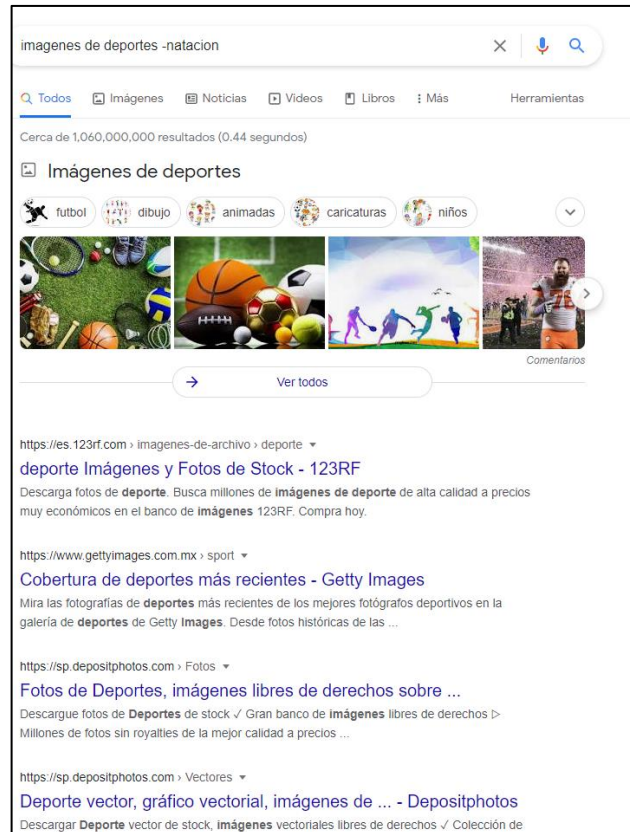 imagenes de deportes -natacion
Todos Imágenes Noticias Videos Libros Más Herramientas
Cerca de 1,060,000,000 resultados (0.44 segundos)
Imágenes de deportes
futbol dibujo animadas caricaturas niños
76
Comentarios
Ver todos
https://es.123rf.com › imagenes-de-archivo › deporte
deporte Imágenes y Fotos de Stock - 123RF
Descarga fotos de deporte. Busca millones de imágenes de deporte de alta calidad a precios
muy económicos en el banco de imágenes 123RF. Compra hoy.
https://www.gettyimages.com.mx › sport
Cobertura de deportes más recientes - Getty Images
Mira las fotografías de deportes más recientes de los mejores fotógrafos deportivos en la
galería de deportes de Getty Images. Desde fotos históricas de las ...
https://sp.depositphotos.com › Fotos
Fotos de Deportes, imágenes libres de derechos sobre ...
Descargue fotos de Deportes de stock ✓ Gran banco de imágenes libres de derechos ▷
Millones de fotos sin royalties de la mejor calidad a precios ...
https://sp.depositphotos.com › Vectores
Deporte vector, gráfico vectorial, imágenes de ... - Depositphotos
Descargar Deporte vector de stock, imágenes vectoriales libres de derechos ✓ Colección de